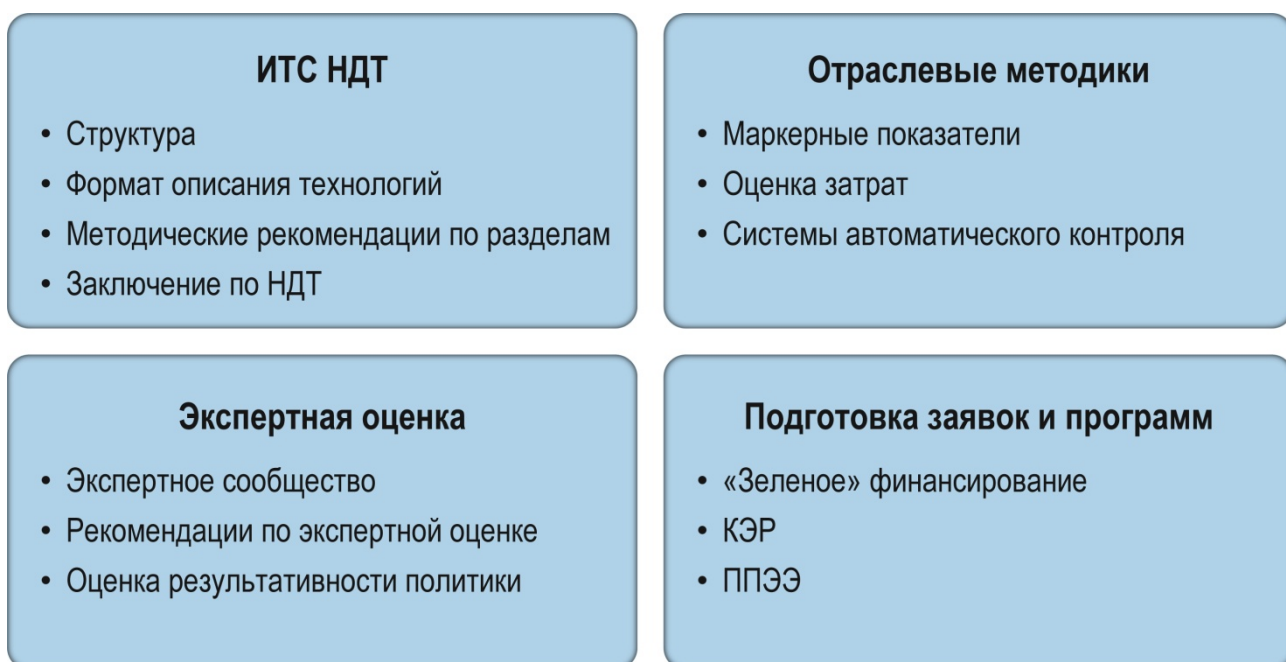 ИТС НДТ
• Структура
• Формат описания технологий
• Методические рекомендации по разделам
• Заключение по НДТ
Отраслевые методики
• Маркерные показатели
• Оценка затрат
• Системы автоматического контроля
Экспертная оценка
• Экспертное сообщество
• Рекомендации по экспертной оценке
• Оценка результативности политики
Подготовка заявок и программ
• «Зеленое» финансирование
• КЭР
• ППЭЭ